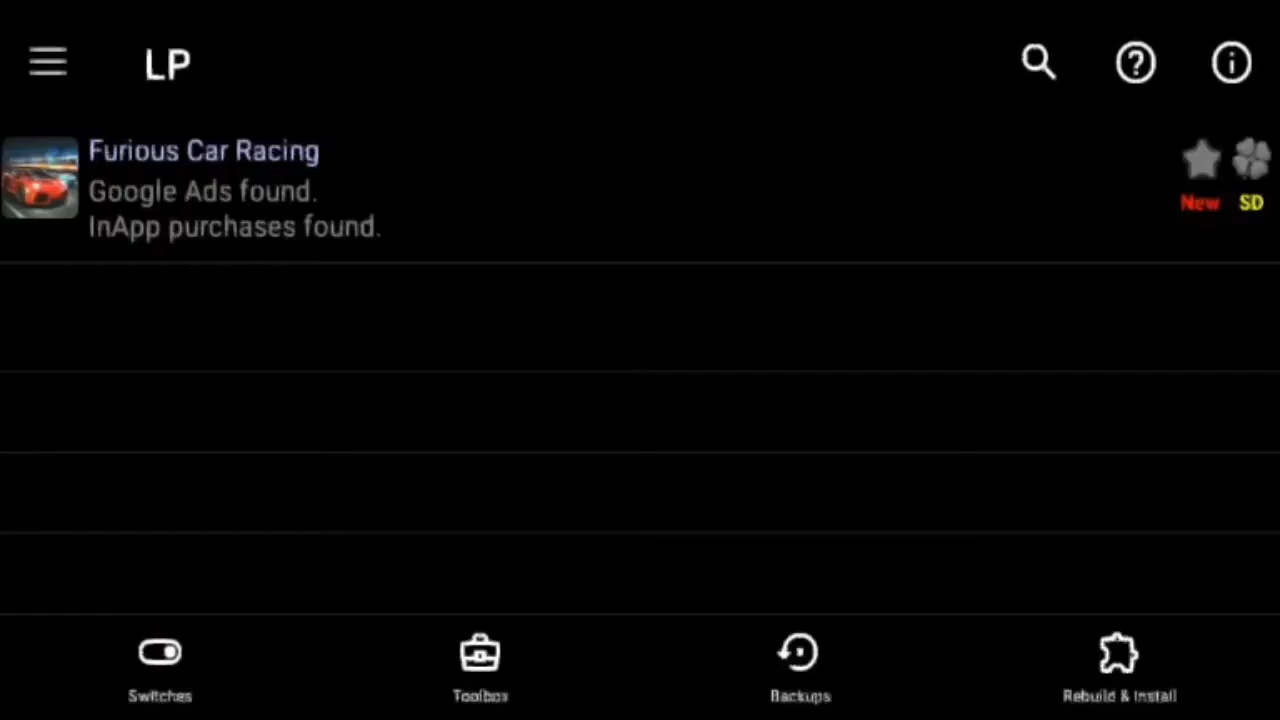 LP
Furious Car Racing
Google Ads found.
InApp purchases found.
New SD
Switches
Toolbox
Backups
Rebuild & Install